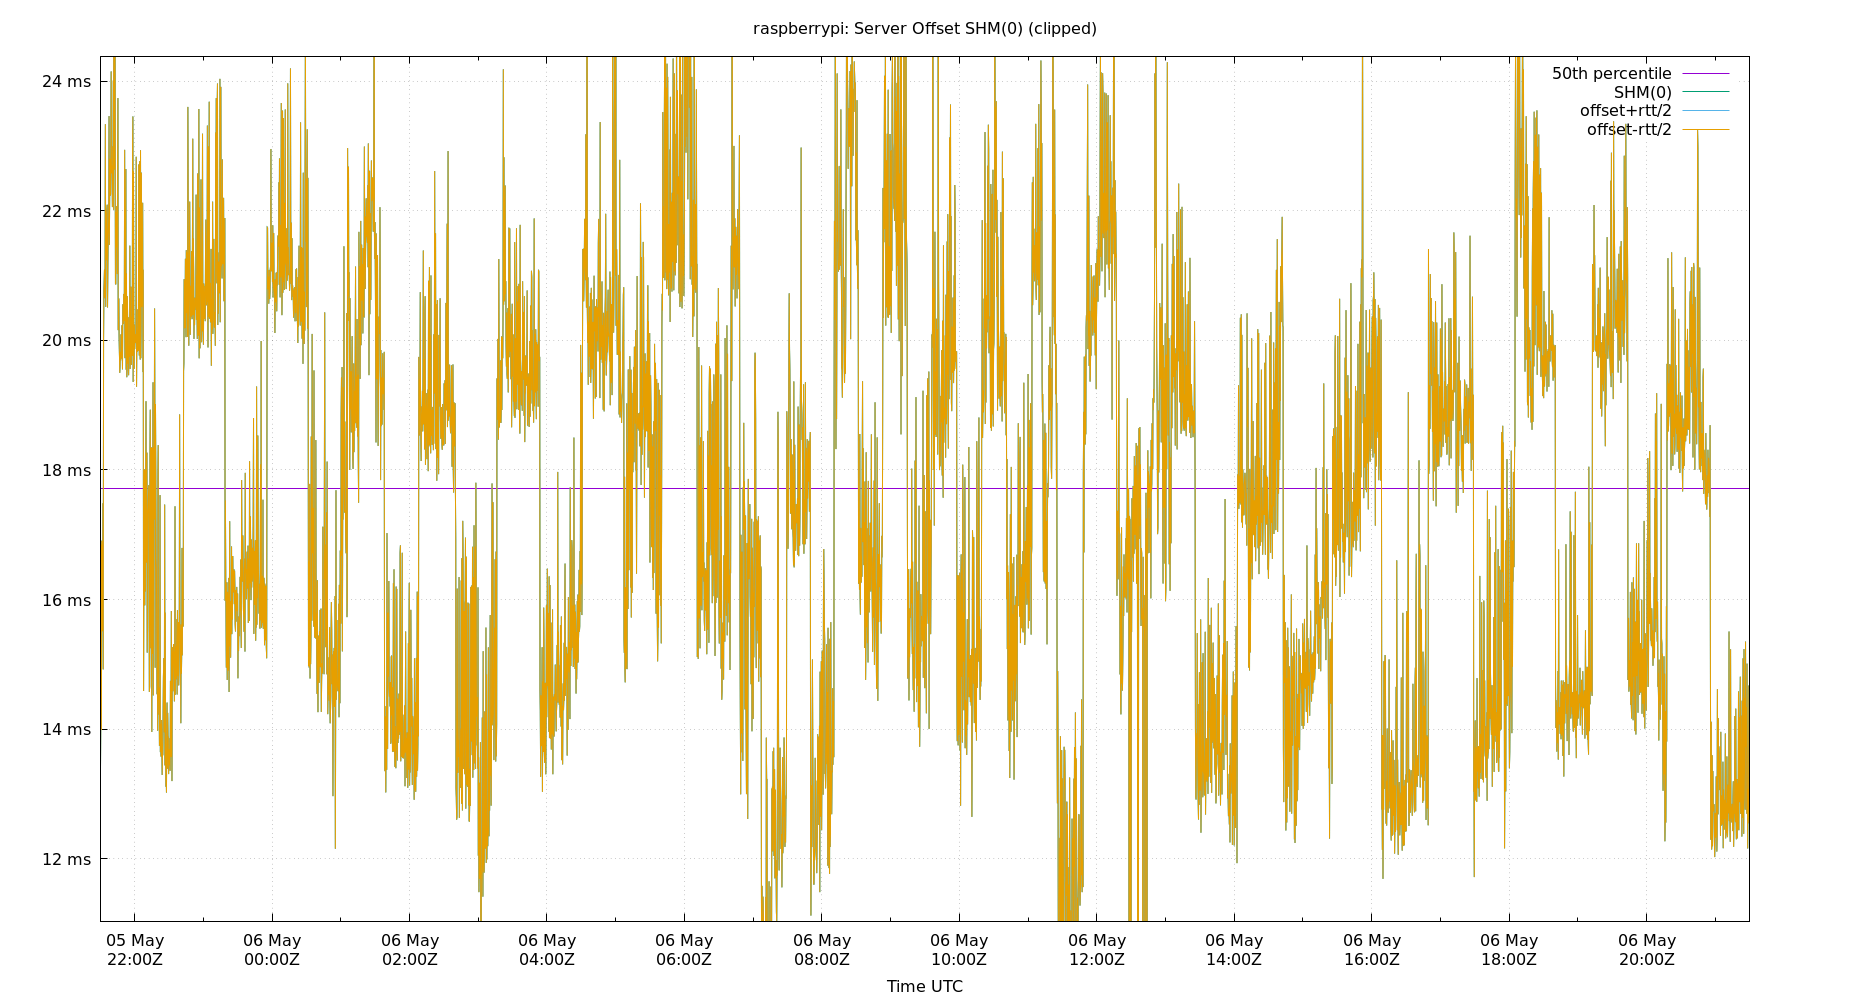 raspberrypi: Server Offset SHM(0) (clipped)
50th percentile
SHM(0)
offset+rtt/2
offset-rtt/2
24 ms
22 ms
20 ms
18 ms
16 ms
14 ms
12 ms
05 May 06 May 06 May 06 May 06 May 06 May 06 May 06 May 06 May 06 May 06 May 06 May
22:00Z 00:00Z 02:00Z 04:00Z 06:00Z 08:00Z 10:00Z 12:00Z 14:00Z 16:00Z 18:00Z 20:00Z
Time UTC